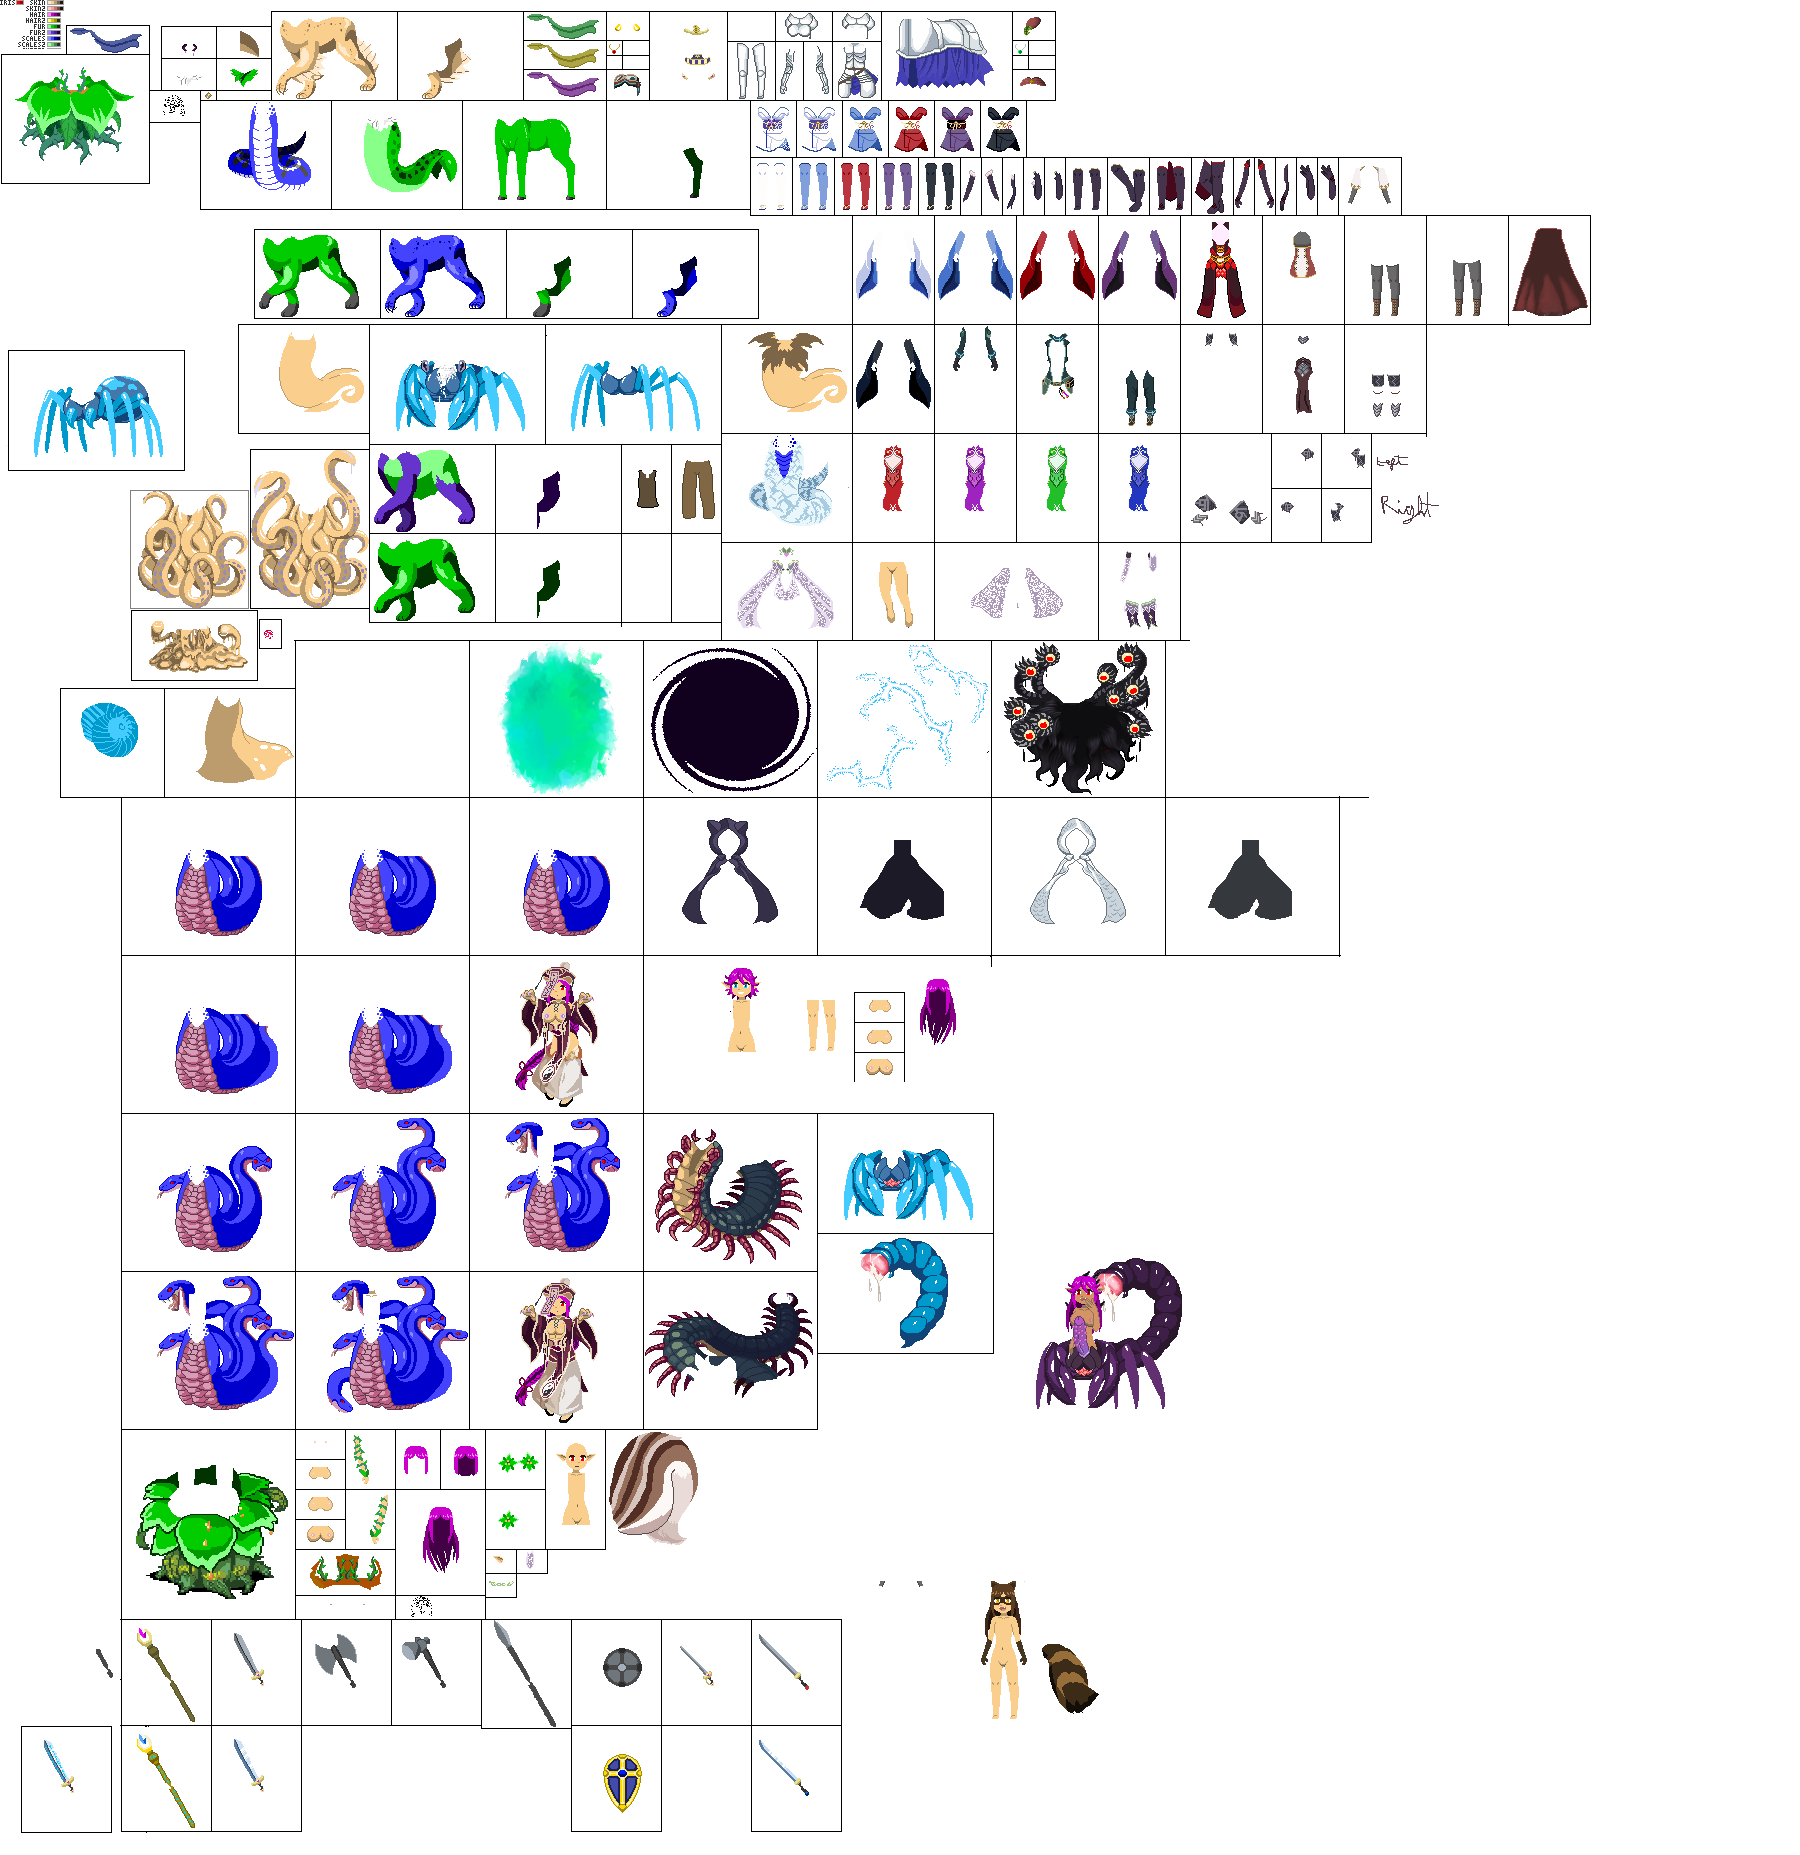 IRIS
SKIN
SKIN2
HAIR
HAIR2
FUR
FUR2
SCALES
SCALES2
Left
Right